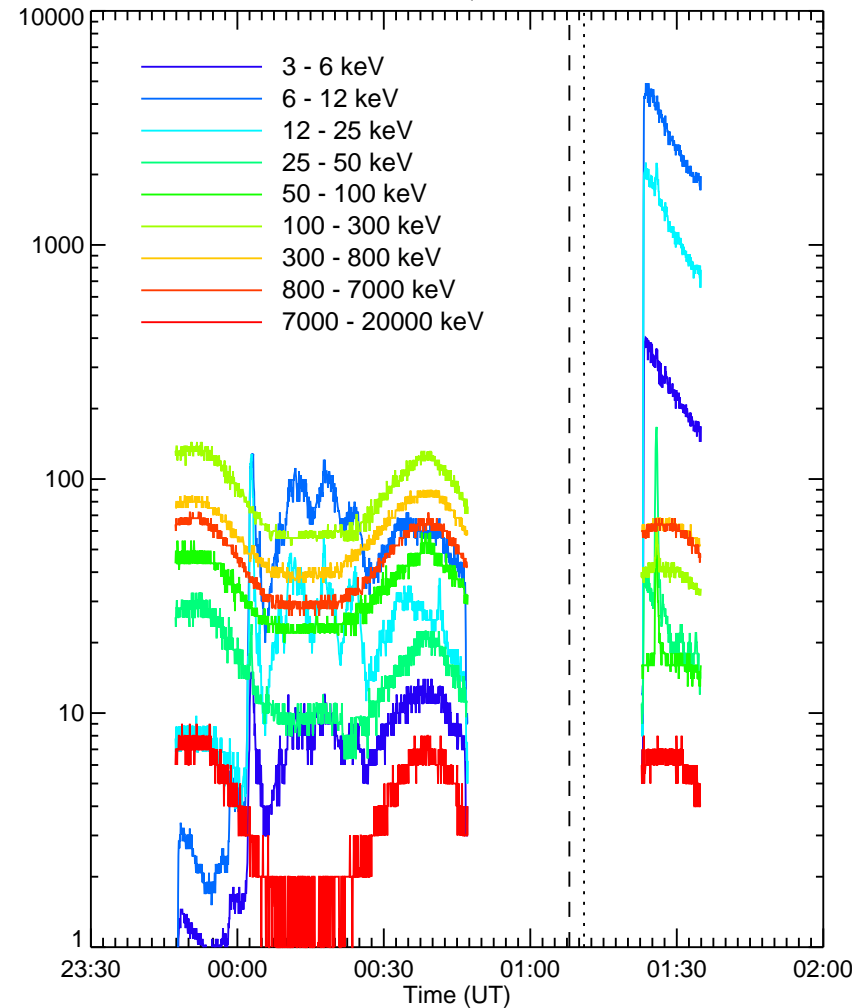 10000
3 - 6 keV
6 - 12 keV
12 - 25 keV
25 - 50 keV
50 - 100 keV
100 - 300 keV
300 - 800 keV
800 - 7000 keV
7000 - 20000 keV
1000
100
10
1
23:30 00:00 00:30 01:00 01:30 02:00
Time (UT)